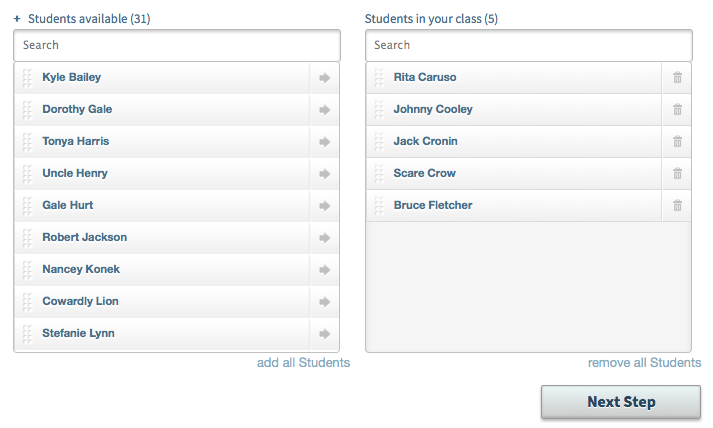 + Students available (31)
Search
Kyle Bailey
Dorothy Gale
Tonya Harris
Uncle Henry
Gale Hurt
Robert Jackson
Nancey Konek
Cowardly Lion
Stefanie Lynn
add all Students
Students in your class (5)
Search
Rita Caruso
Johnny Cooley
Jack Cronin
Scare Crow
Bruce Fletcher
remove all Students
Next Step